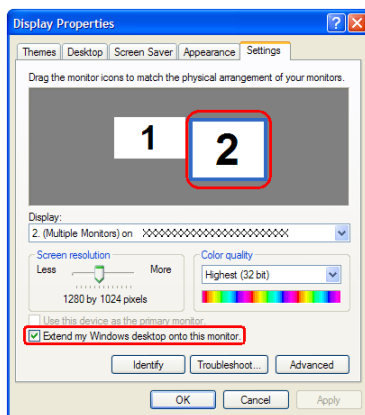 Display Properties
Themes Desktop Screen Saver Appearance Settings
Drag the monitor icons to match the physical arrangement of your monitors.
1 2
Display:
2. (Multiple Monitors) on XXXXXXXXXXXXXXXXXXXXXXXX
Screen resolution Color quality
Less More Highest (32 bit)
1280 by 1024 pixels
Use this device as the primary monitor
Extend my Windows desktop onto this monitor.
Identify Troubleshoot... Advanced
OK Cancel Apply